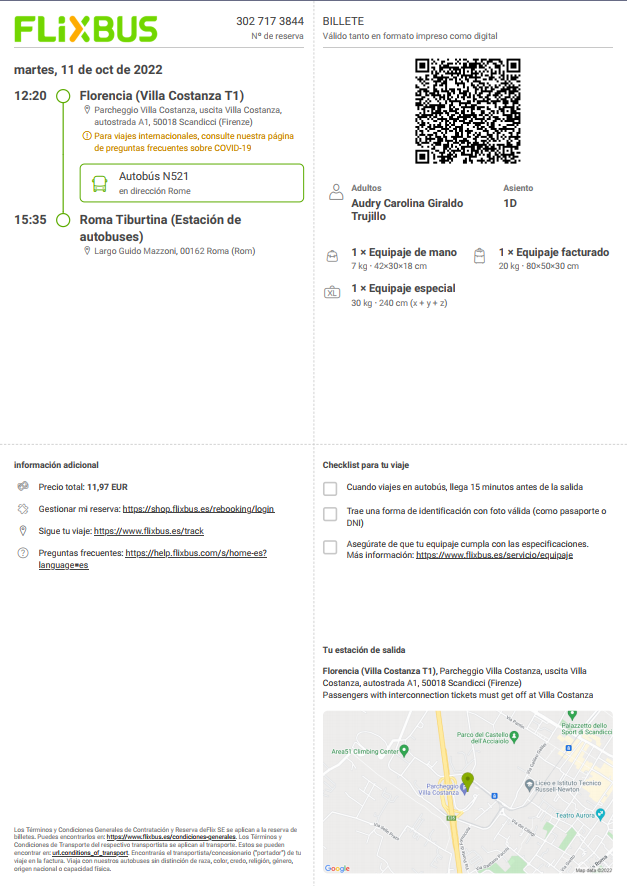 FLiXBUS
302 717 3844
Nº de reserva
BILLETE
Válido tanto en formato impreso como digital
martes, 11 de oct de 2022
12:20
Florencia (Villa Costanza T1)
Parcheggio Villa Costanza, uscita Villa Costanza,
autostrada A1, 50018 Scandicci (Firenze)
Para viajes internacionales, consulte nuestra página
de preguntas frecuentes sobre COVID-19
Autobús N521
en dirección Rome
15:35
Roma Tiburtina (Estación de
autobuses)
Largo Guido Mazzoni, 00162 Roma (Rom)
Adultos
Audry Carolina Giraldo
Trujillo
Asiento
1D
1 × Equipaje de mano
7 kg · 42×30×18 cm
1 × Equipaje facturado
20 kg · 80×50×30 cm
XL
1 × Equipaje especial
30 kg · 240 cm (x + y + z)
información adicional
Precio total: 11,97 EUR
Gestionar mi reserva: https://shop.flixbus.es/rebooking/login
Sigue tu viaje: https://www.flixbus.es/track
Preguntas frecuentes: https://help.flixbus.com/s/home-es?
language=es
Los Términos y Condiciones Generales de Contratación y Reserva deFlix SE se aplican a la reserva de
billetes. Puedes encontrarlos en: https://www.flixbus.es/condiciones-generales. Los Términos y
Condiciones de Transporte del respectivo transportista se aplican al transporte. Estos se pueden
encontrar en: url.conditions_of_transport. Encontrarás al transportista/concesionario ("portador") de tu
viaje en la factura. Viaja con nuestros autobuses sin distinción de raza, color, credo, religión, género,
origen nacional o capacidad física.
Checklist para tu viaje
Cuando viajes en autobús, llega 15 minutos antes de la salida
Trae una forma de identificación con foto válida (como pasaporte o
DNI)
Asegúrate de que tu equipaje cumpla con las especificaciones.
Más información: https://www.flixbus.es/servicio/equipaje
Tu estación de salida
Florencia (Villa Costanza T1), Parcheggio Villa Costanza, uscita Villa
Costanza, autostrada A1, 50018 Scandicci (Firenze)
Passengers with interconnection tickets must get off at Villa Costanza
Palazzetto dello
Sport di Scandicci
Parco del Castello
dell'Acciaiolo
Area51 Climbing Center
Parcheggio
Villa Costanza
Liceo e Istituto Tecnico
Russell-Newton
Teatro Aurora
Google
Map data ©2022